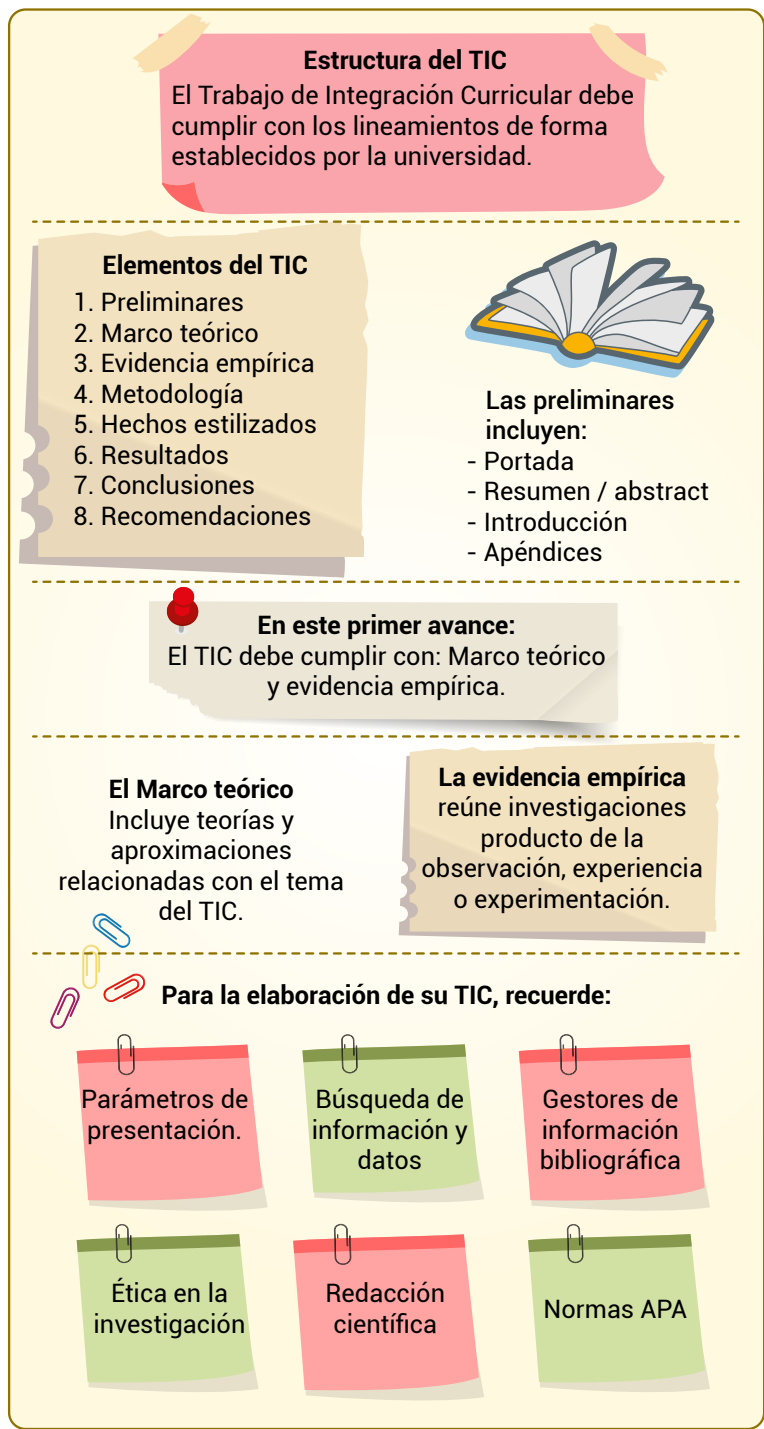 Estructura del TIC
El Trabajo de Integración Curricular debe
cumplir con los lineamientos de forma
establecidos por la universidad.
Elementos del TIC
1. Preliminares
2. Marco teórico
3. Evidencia empírica
4. Metodología
5. Hechos estilizados
6. Resultados
7. Conclusiones
8. Recomendaciones
Las preliminares
incluyen:
- Portada
- Resumen / abstract
- Introducción
- Apéndices
En este primer avance:
El TIC debe cumplir con: Marco teórico
y evidencia empírica.
El Marco teórico
Incluye teorías y
aproximaciones
relacionadas con el tema
del TIC.
La evidencia empírica
reúne investigaciones
producto de la
observación, experiencia
o experimentación.
Para la elaboración de su TIC, recuerde:
Parámetros de
presentación.
Búsqueda de
información y
datos
Gestores de
información
bibliográfica
Ética en la
investigación
Redacción
científica
Normas APA